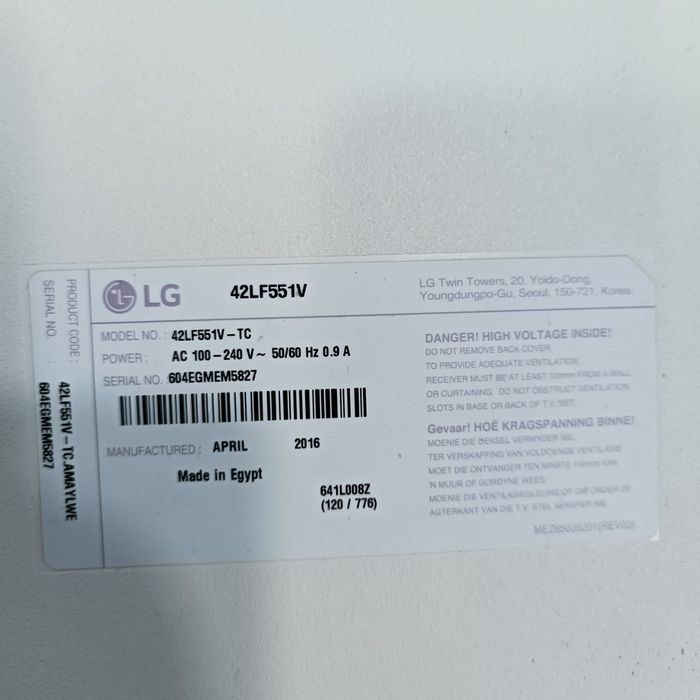 LG
42LF551V
LG Twin Towers, 20, Yoido-Dong,
Youngdungpo-Gu, Seoul, 150-721, Korea.
MODEL NO. : 42LF551V-TC
POWER : AC 100-240 V~ 50/60 Hz 0.9 A
SERIAL NO. 604EGMEM5827
MANUFACTURED : APRIL 2016
Made in Egypt
641L008Z
(120 / 776)
DANGER! HIGH VOLTAGE INSIDE!
DO NOT REMOVE BACK COVER.
TO PROVIDE ADEQUATE VENTILATION,
RECEIVER MUST BE AT LEAST 100mm FROM A WALL
OR CURTAINING. DO NOT OBSTRUCT VENTILATION
SLOTS IN BASE OR BACK OF T.V. SET.
Gevaar! HOË KRAGSPANNING BINNE!
MOENIE DIE DEKSEL VERWYDER NIE.
TER VERSKAFFING VAN VOLDOENDE VENTILASIE
MOET DIE ONTVANGER TEN MINSTE 100mm VAN
'N MUUR OF GORDYNE WEES.
MOENIE DIE VENTILASIEGLEUWE OP DIE ONDER OF
AGTERKANT VAN DIE T.V. STEL VERSPER NIE.
MEZ65035201(REV03)
PRODUCT CODE : 42LF551V-TC.AMAYLWE
SERIAL NO. : 604EGMEM5827